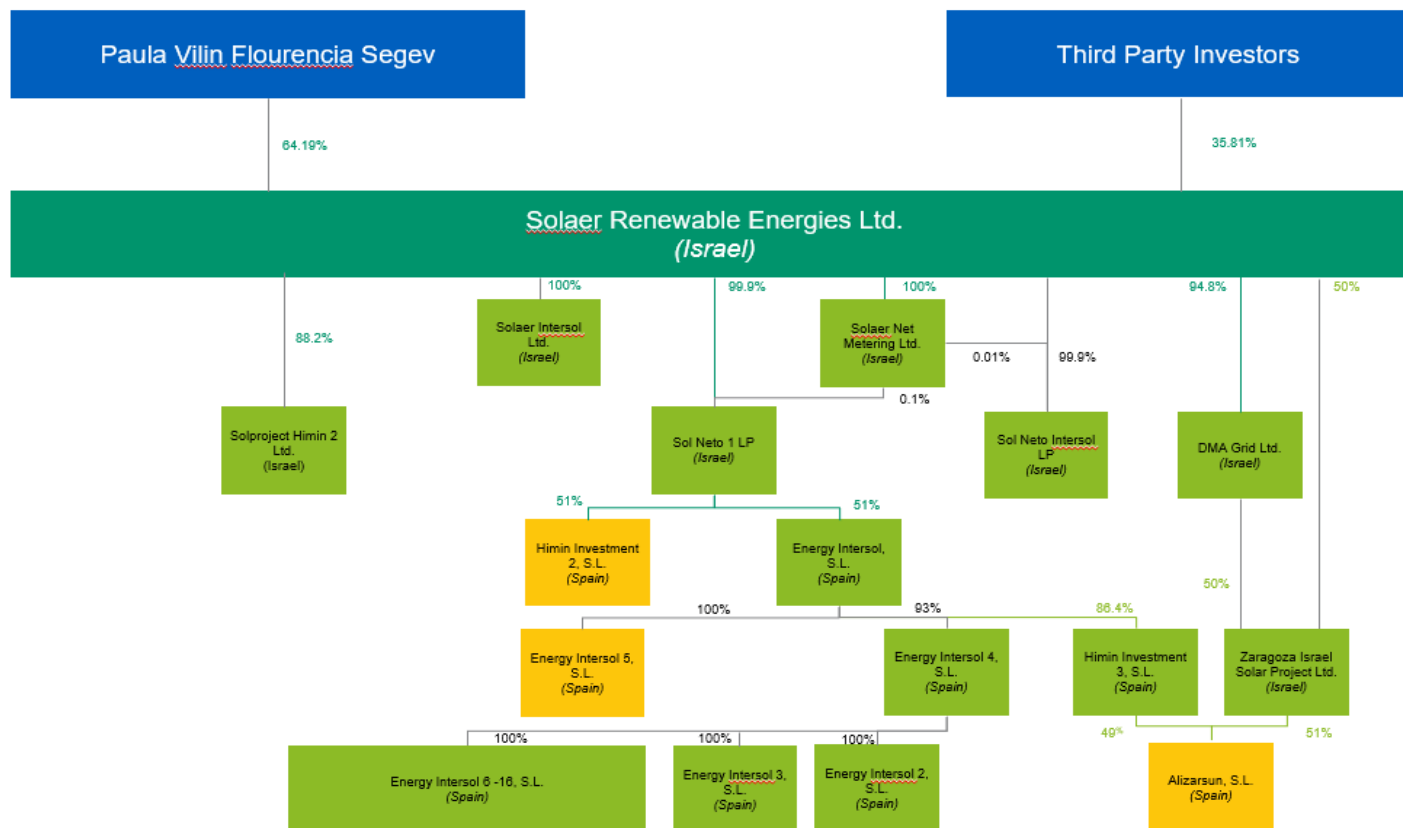 Paula Vilin Flourencia Segev
Third Party Investors
64.19%
35.81%
Solaer Renewable Energies Ltd.
(Israel)
100%
99.9%
100%
94.8%
50%
88.2%
Solaer Intersol
Ltd.
(Israel)
Solaer Net
Metering Ltd.
(Israel)
0.01%
99.9%
0.1%
Solproject Himin 2
Ltd.
(Israel)
Sol Neto 1 LP
(Israel)
Sol Neto Intersol
LP
(Israel)
DMA Grid Ltd.
(Israel)
51%
51%
Himin Investment
2, S.L.
(Spain)
Energy Intersol,
S.L.
(Spain)
50%
100%
93%
86.4%
Energy Intersol 5,
S.L.
(Spain)
Energy Intersol 4,
S.L.
(Spain)
Himin Investment
3, S.L.
(Spain)
Zaragoza Israel
Solar Project Ltd.
(Israel)
100%
100%
100%
49%
51%
Energy Intersol 6 -16, S.L.
(Spain)
Energy Intersol 3,
S.L.
(Spain)
Energy Intersol 2,
S.L.
(Spain)
Alizarsun, S.L.
(Spain)